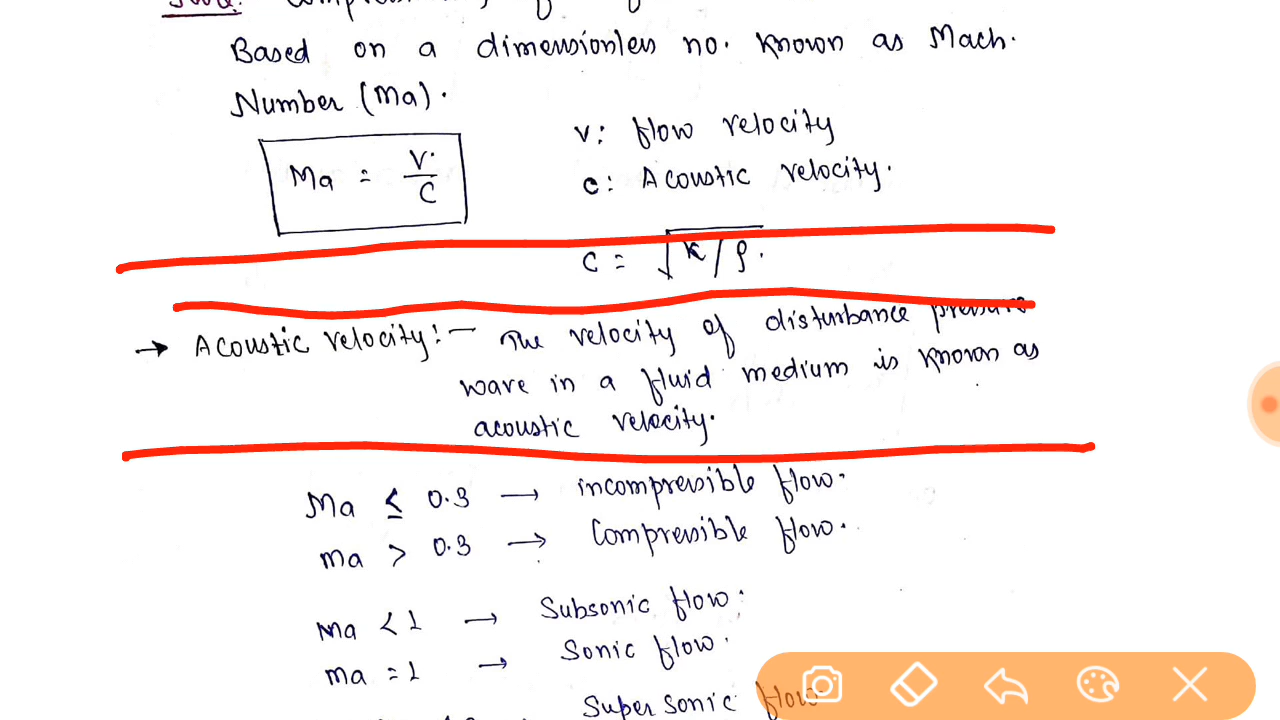 Based on a dimensionless no. known as Mach.
Number (Ma).
Ma = V/C
V: flow velocity
C: Acoustic velocity.
C = √K/ρ.
→ Acoustic velocity:- The velocity of disturbance pressure
wave in a fluid medium is known as
acoustic velocity.
Ma ≤ 0.3 → incompressible flow.
Ma > 0.3 → Compressible flow.
Ma < 1 → Subsonic flow.
Ma = 1 → Sonic flow.
Super sonic flow